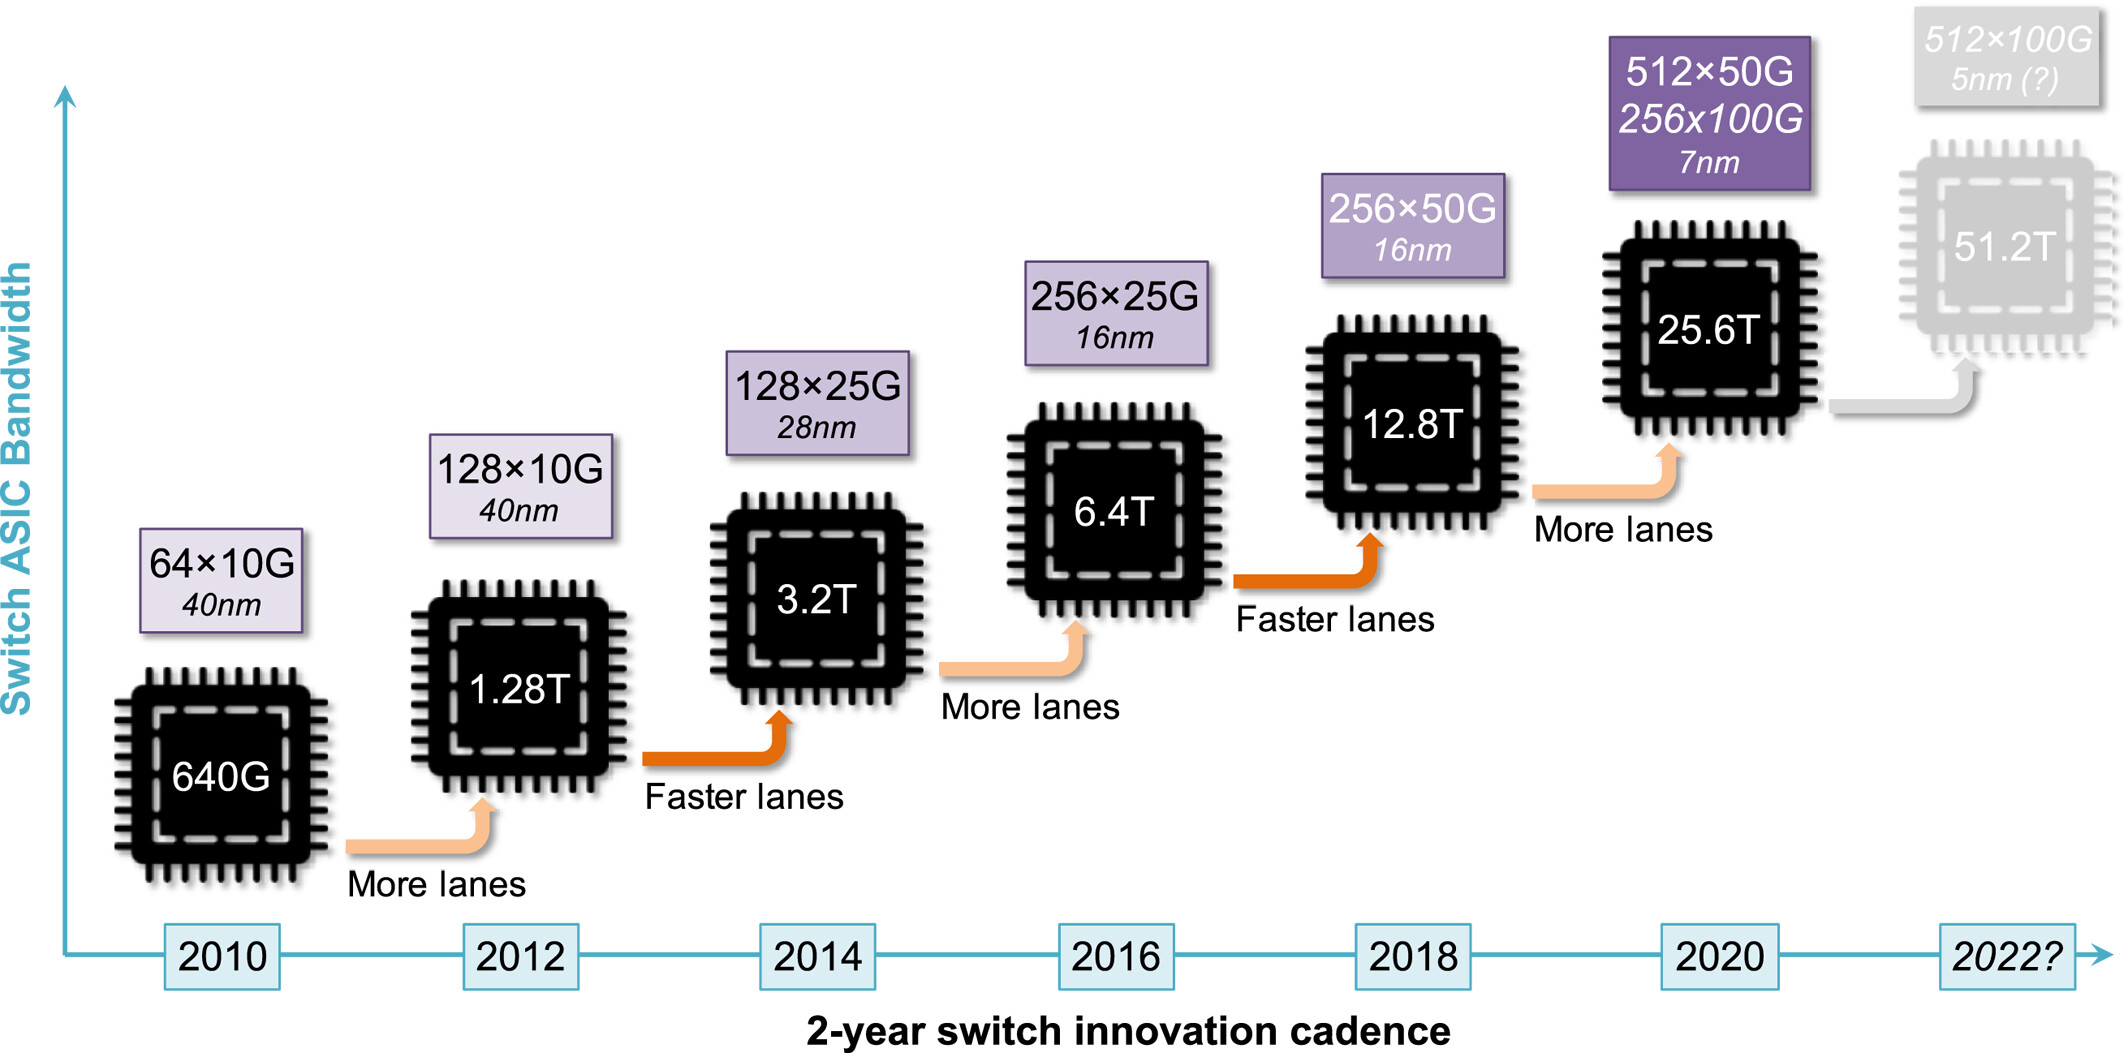 Switch ASIC Bandwidth
64×10G
40nm
640G
More lanes
128×10G
40nm
1.28T
Faster lanes
128×25G
28nm
3.2T
More lanes
256×25G
16nm
6.4T
Faster lanes
256×50G
16nm
12.8T
More lanes
512×50G
256x100G
7nm
25.6T
512×100G
5nm (?)
51.2T
2010
2012
2014
2016
2018
2020
2022?
2-year switch innovation cadence